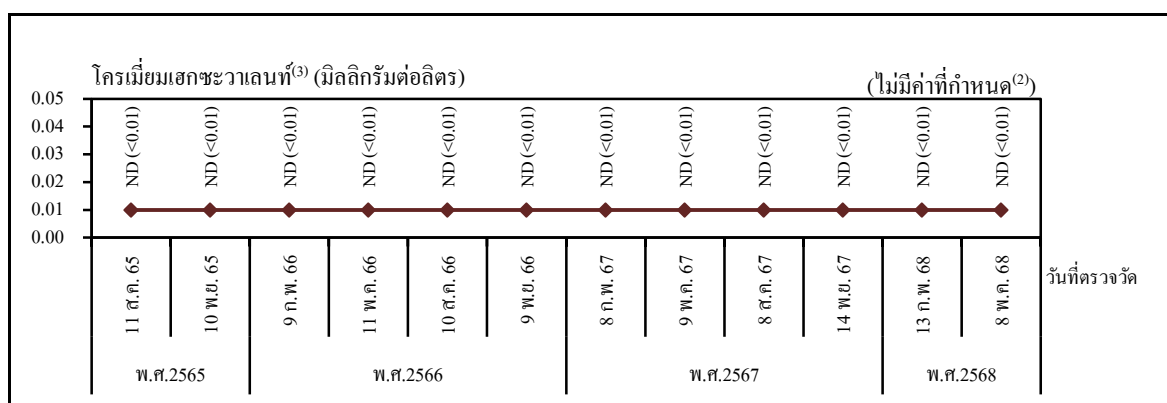 โครเมี่ยมเฮกซะวาเลนท์(3) (มิลลิกรัมต่อลิตร)
(ไม่มีค่าที่กำหนด(2))
0.05
0.04
0.03
0.02
0.01
0.00
ND (<0.01)
ND (<0.01)
ND (<0.01)
ND (<0.01)
ND (<0.01)
ND (<0.01)
ND (<0.01)
ND (<0.01)
ND (<0.01)
ND (<0.01)
ND (<0.01)
ND (<0.01)
11 ส.ค. 65
10 พ.ย. 65
9 ก.พ. 66
11 พ.ค. 66
10 ส.ค. 66
9 พ.ย. 66
8 ก.พ. 67
9 พ.ค. 67
8 ส.ค. 67
14 พ.ย. 67
13 ก.พ. 68
8 พ.ค. 68
วันที่ตรวจวัด
พ.ศ.2565
พ.ศ.2566
พ.ศ.2567
พ.ศ.2568